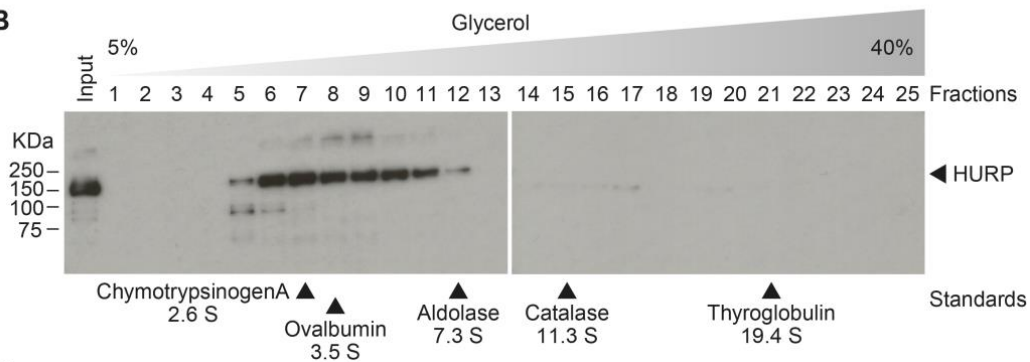 B
Glycerol
5%
40%
Input 1 2 3 4 5 6 7 8 9 10 11 12 13 14 15 16 17 18 19 20 21 22 23 24 25 Fractions
KDa
250
150
100
75
HURP
ChymotrypsinogenA
2.6 S
Ovalbumin
3.5 S
Aldolase
7.3 S
Catalase
11.3 S
Thyroglobulin
19.4 S
Standards